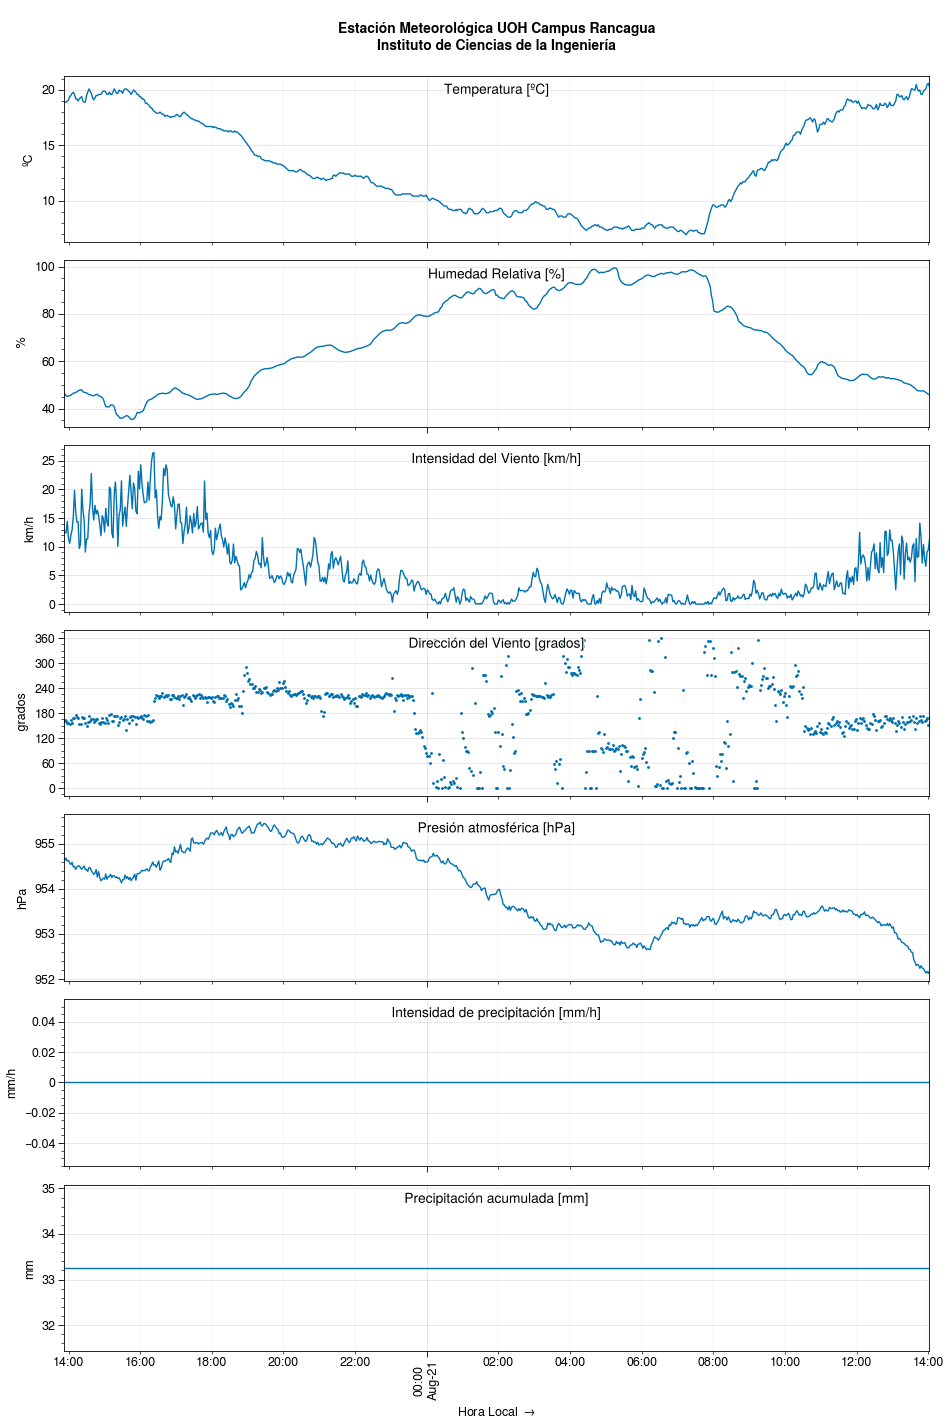 Estación Meteorológica UOH Campus Rancagua
Instituto de Ciencias de la Ingeniería
Temperatura [ºC]
ºC
20
15
10
Humedad Relativa [%]
%
100
80
60
40
Intensidad del Viento [km/h]
km/h
25
20
15
10
5
0
Dirección del Viento [grados]
grados
360
300
240
180
120
60
0
Presión atmosférica [hPa]
hPa
955
954
953
952
Intensidad de precipitación [mm/h]
mm/h
0.04
0.02
0
−0.02
−0.04
Precipitación acumulada [mm]
mm
35
34
33
32
14:00 16:00 18:00 20:00 22:00 00:00 02:00 04:00 06:00 08:00 10:00 12:00 14:00
Aug-21
Hora Local →